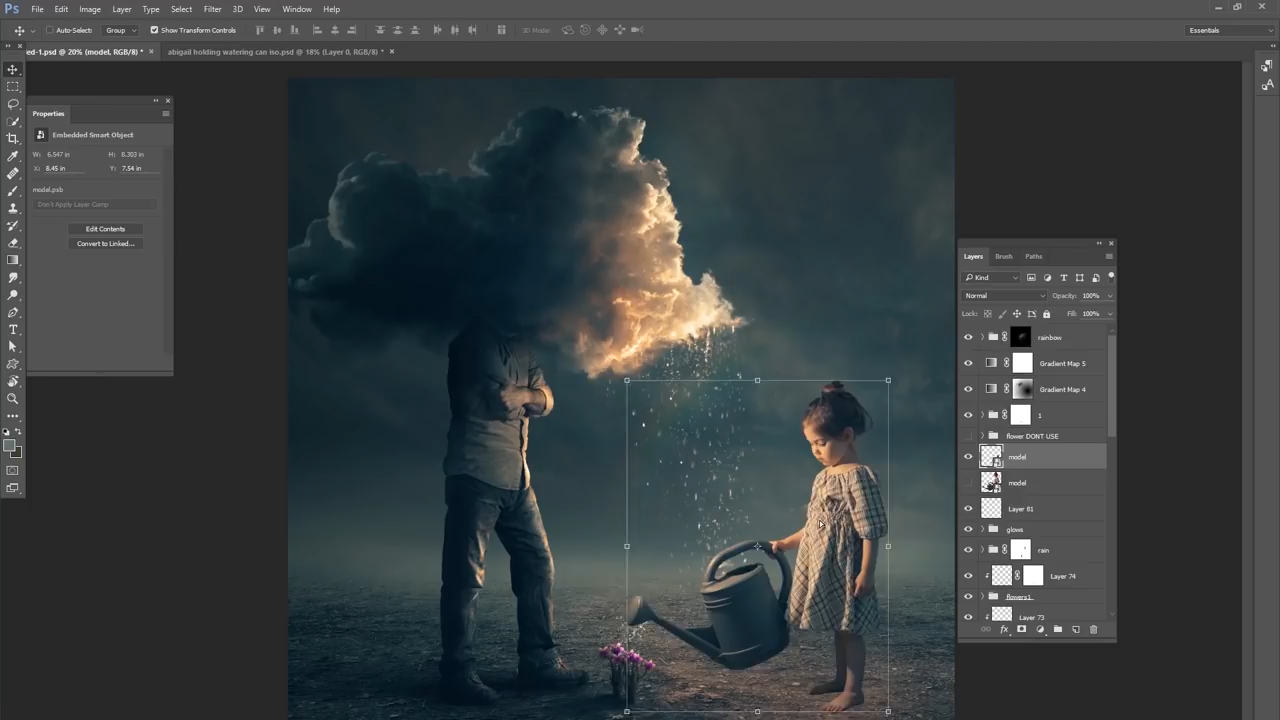 Ps File Edit Image Layer Type Select Filter 3D View Window Help
Auto-Select: Group Show Transform Controls 3D Mode: Essentials
ed-1.psd @ 20% (model, RGB/8) * × abigail holding watering can iso.psd @ 18% (Layer 0, RGB/8) * ×
Properties
Embedded Smart Object
W: 6.547 in H: 8.303 in
X: 8.45 in Y: 7.54 in
model.psb
Don't Apply Layer Comp
Edit Contents
Convert to Linked...
Layers Brush Paths
Kind
Normal Opacity: 100%
Lock: Fill: 100%
rainbow
Gradient Map 5
Gradient Map 4
1
flower DONT USE
model
model
Layer 81
glows
rain
Layer 74
flowers1
Layer 73
fx